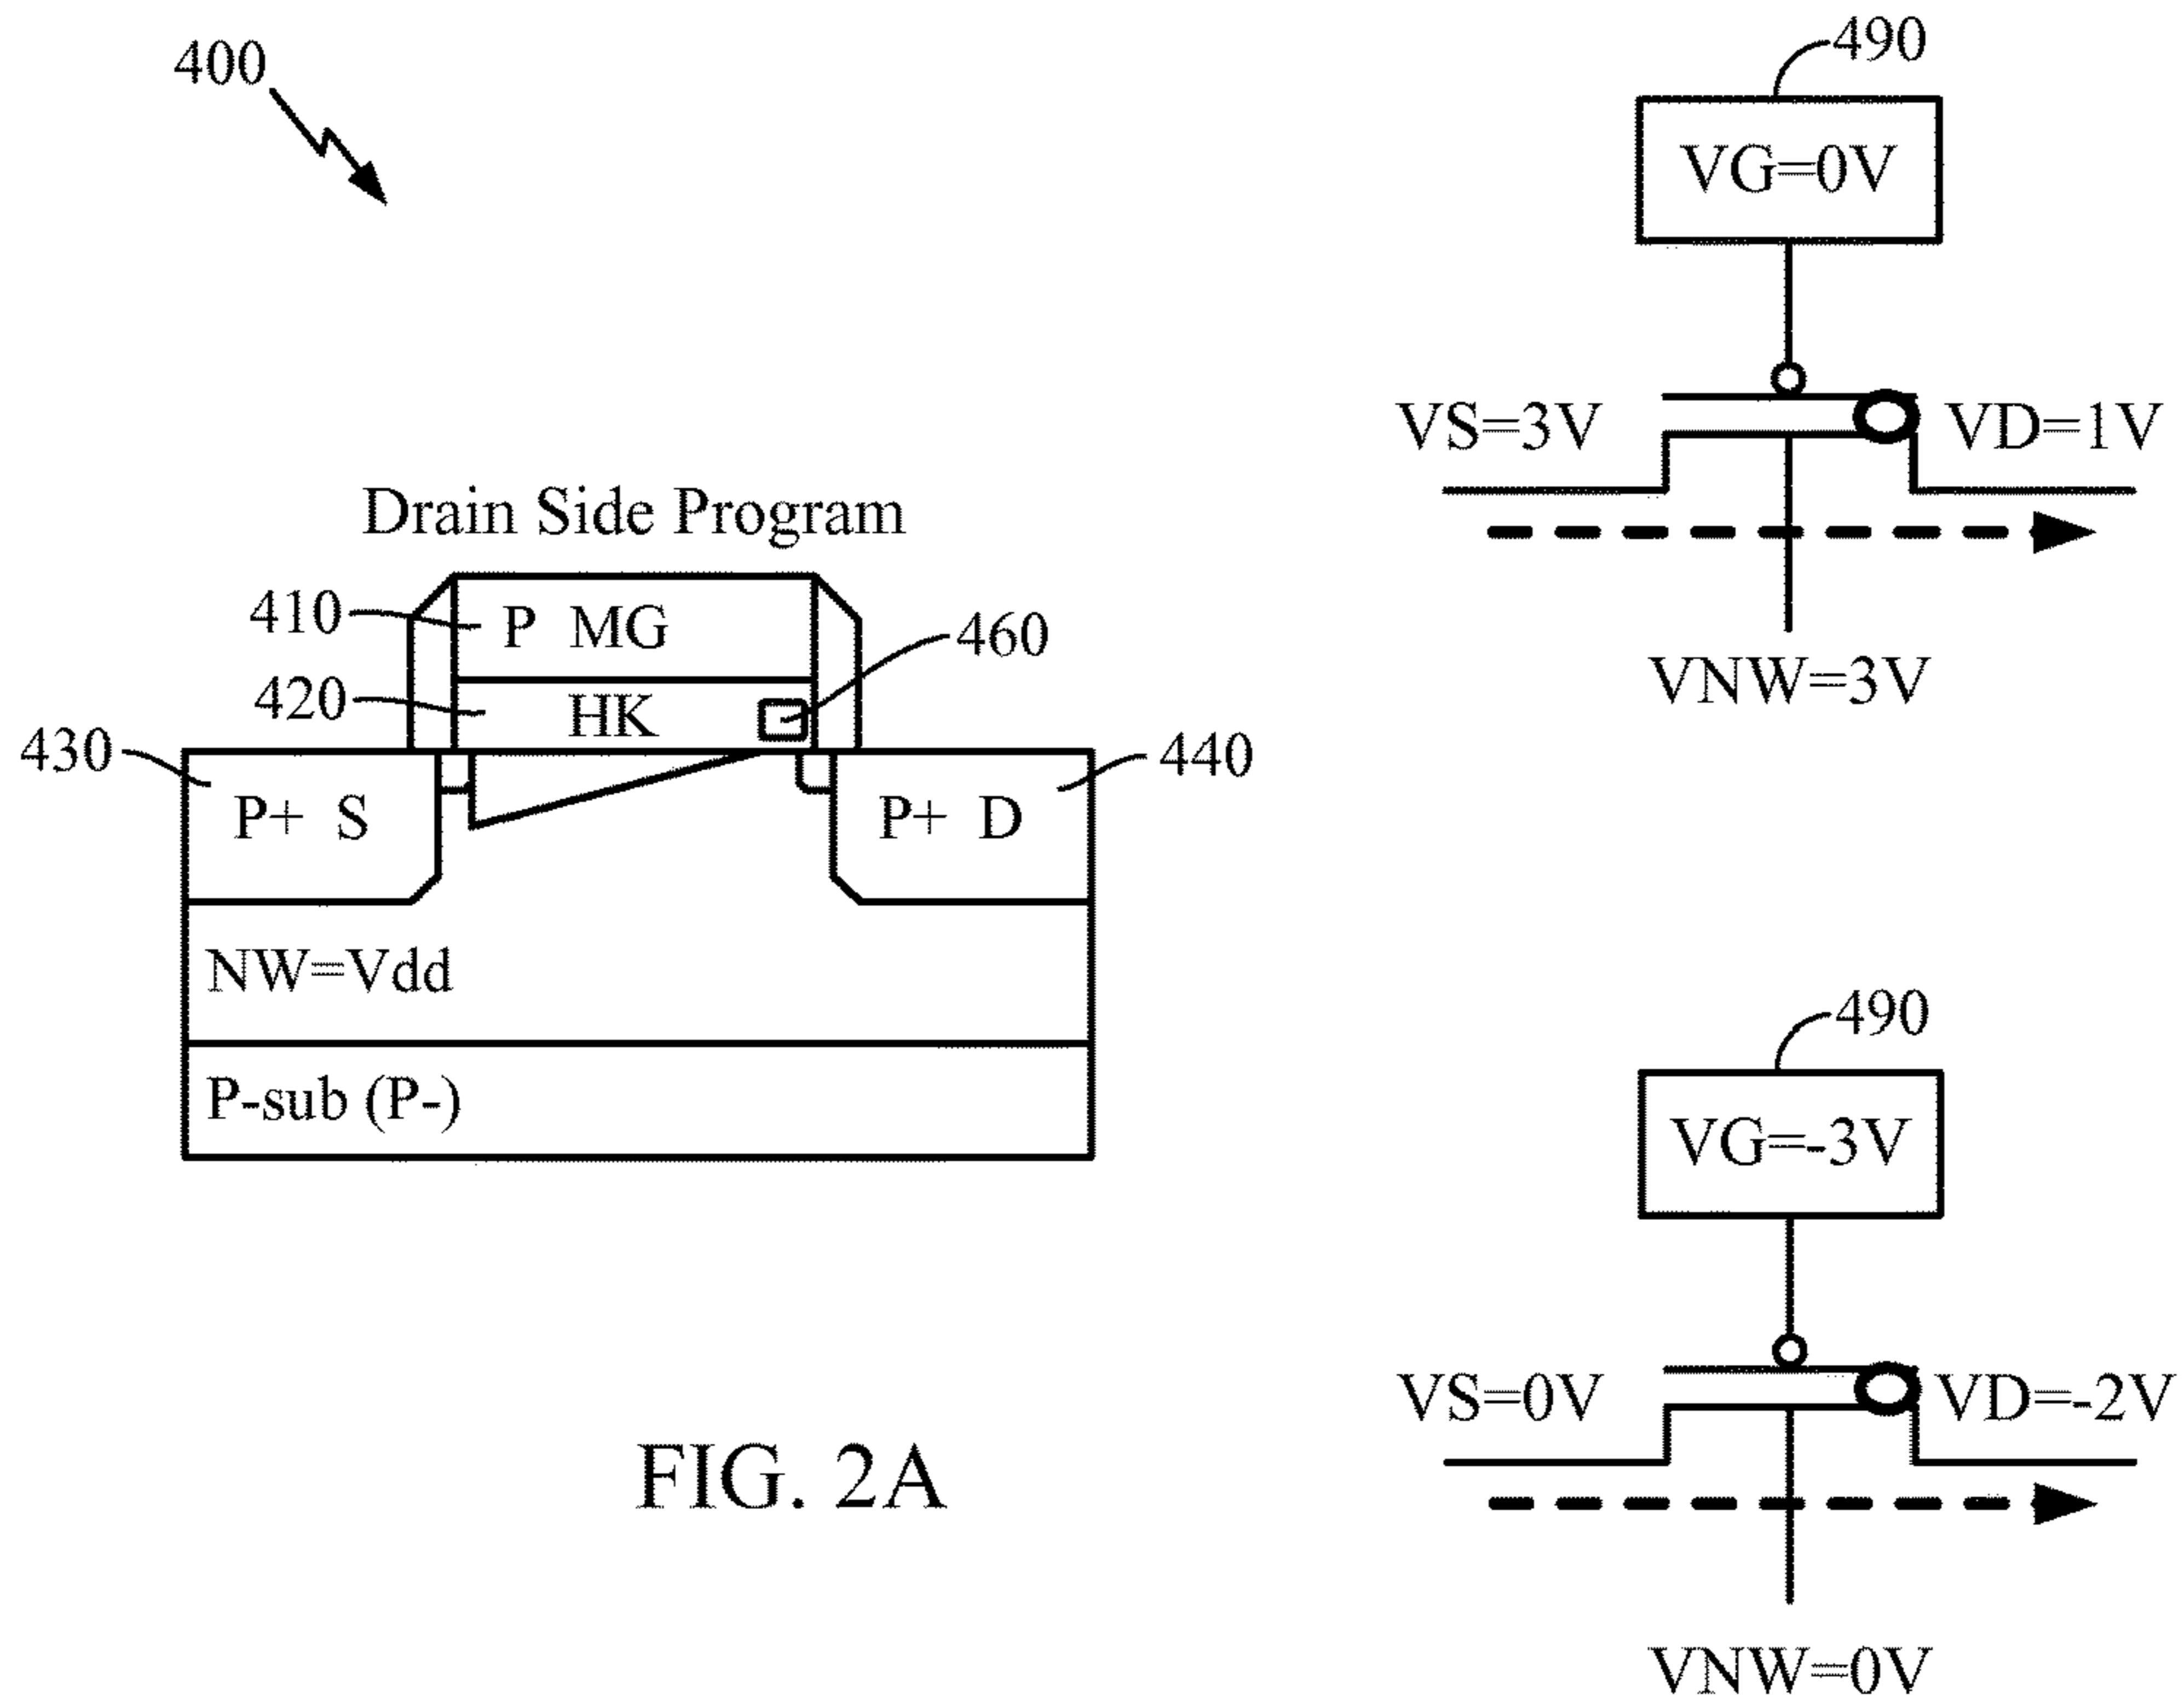 400
Drain Side Program
410
P MG
460
420
HK
430
440
P+ S
P+ D
NW=Vdd
P-sub (P-)
FIG. 2A
490
VG=0V
VS=3V
VD=1V
VNW=3V
490
VG=-3V
VS=0V
VD=-2V
VNW=0V